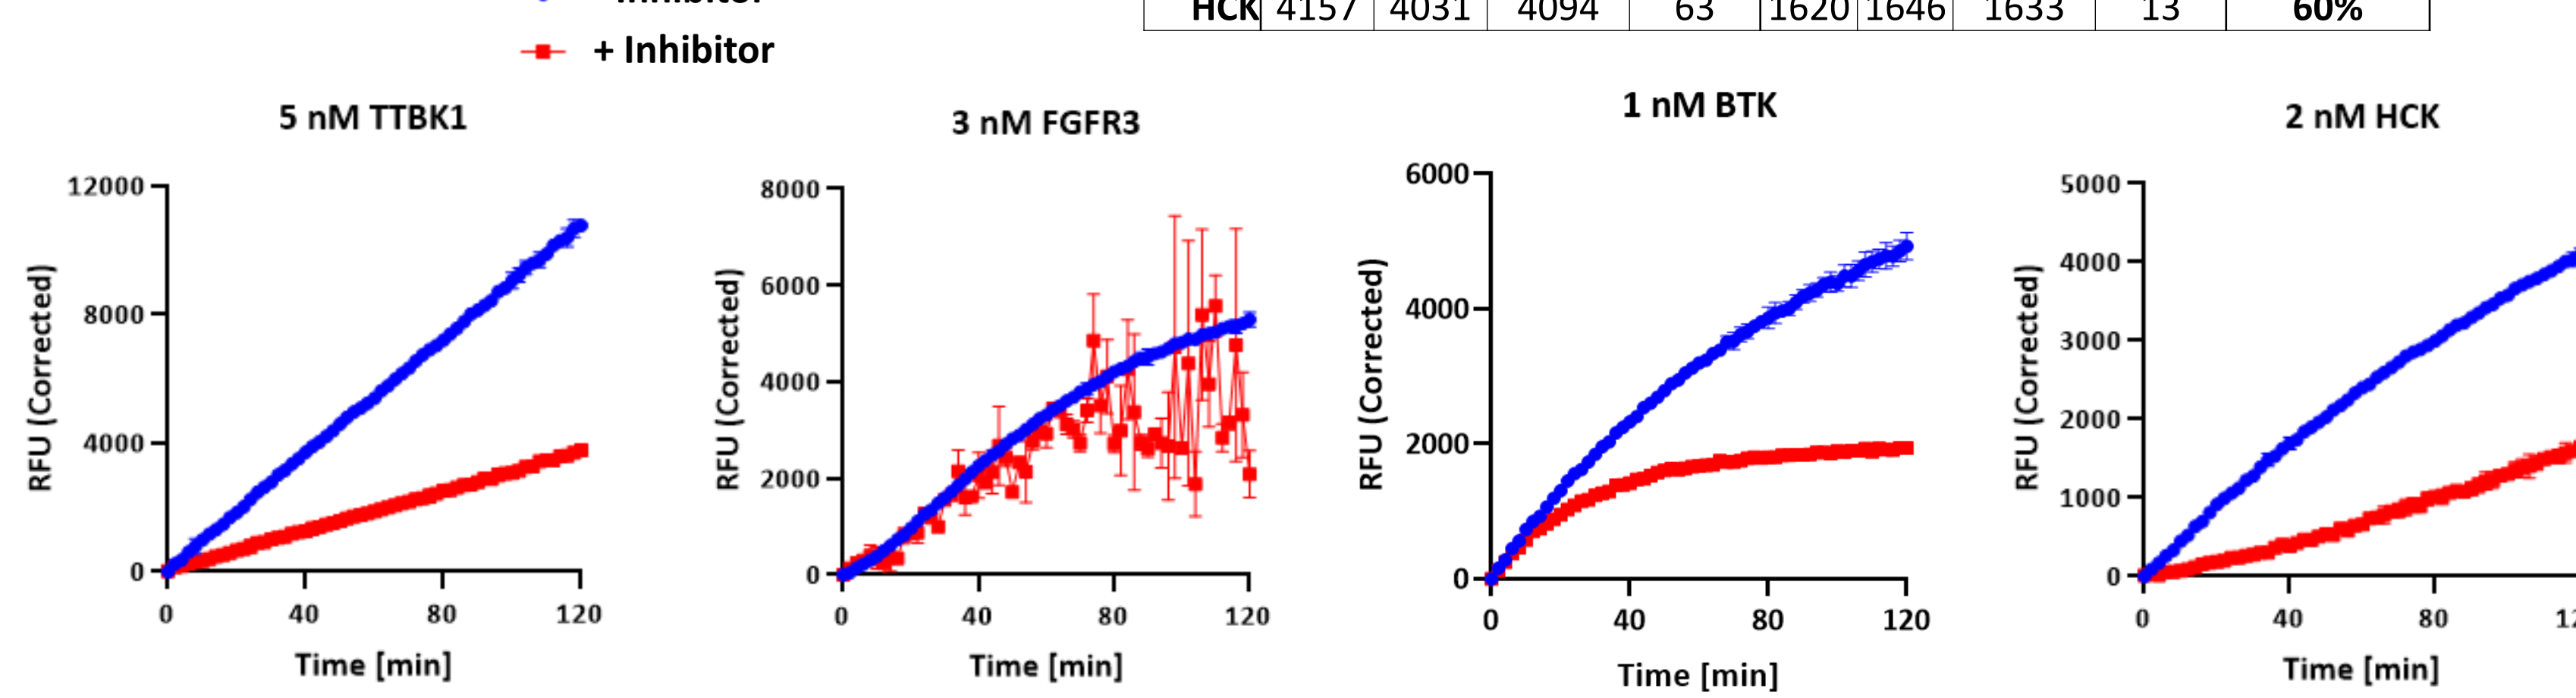 Inhibitor
+ Inhibitor
HCK 4157 4031 4094 63 1620 1646 1633 13 60%
5 nM TTBK1
12000
8000
4000
0
0 40 80 120
RFU (Corrected)
Time [min]
3 nM FGFR3
8000
6000
4000
2000
0
0 40 80 120
RFU (Corrected)
Time [min]
1 nM BTK
6000
4000
2000
0
0 40 80 120
RFU (Corrected)
Time [min]
2 nM HCK
5000
4000
3000
2000
1000
0
0 40 80
RFU (Corrected)
Time [min]